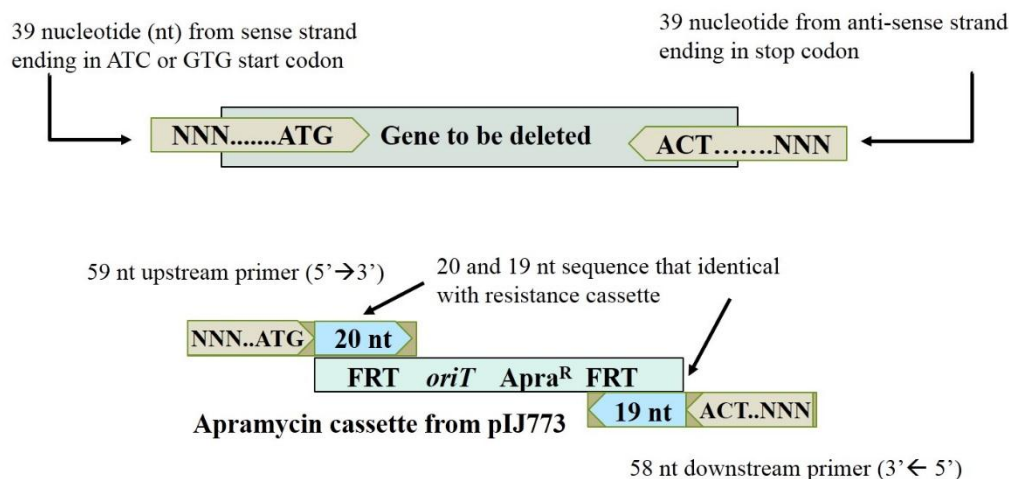 39 nucleotide (nt) from sense strand
ending in ATC or GTG start codon
39 nucleotide from anti-sense strand
ending in stop codon
NNN.......ATG
Gene to be deleted
ACT.......NNN
59 nt upstream primer (5’→3’)
20 and 19 nt sequence that identical
with resistance cassette
NNN..ATG
20 nt
FRT oriT Apraᴿ FRT
Apramycin cassette from pIJ773
19 nt
ACT..NNN
58 nt downstream primer (3’← 5’)